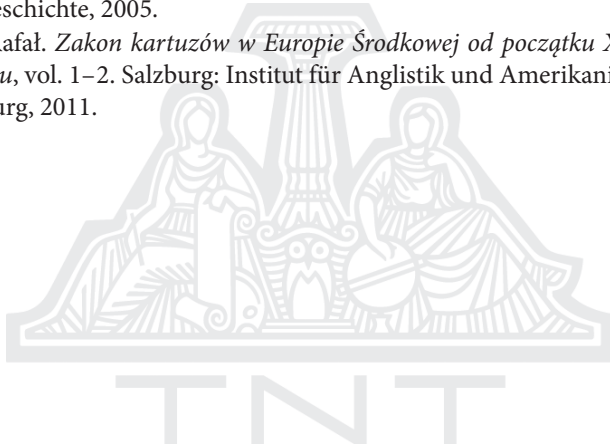 eschichte, 2005.
Rafał. Zakon kartuzów w Europie Środkowej od początku X
u, vol. 1–2. Salzburg: Institut für Anglistik und Amerikani
urg, 2011.
TNT